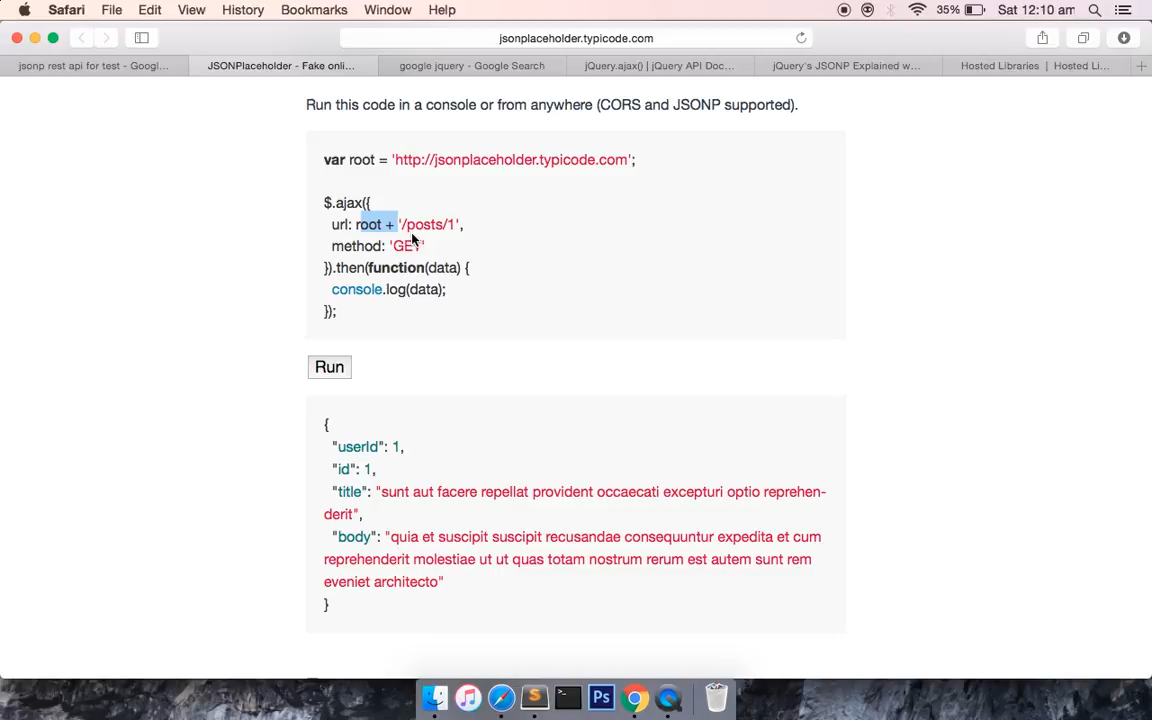 Safari File Edit View History Bookmarks Window Help 35% Sat 12:10 am
jsonplaceholder.typicode.com
jsonp rest api for test - Googl... JSONPlaceholder - Fake onli... google jquery - Google Search jQuery.ajax() | jQuery API Doc... jQuery's JSONP Explained w... Hosted Libraries | Hosted Li...
Run this code in a console or from anywhere (CORS and JSONP supported).
var root = 'http://jsonplaceholder.typicode.com';
$.ajax({
url: root + '/posts/1',
method: 'GET'
}).then(function(data) {
console.log(data);
});
Run
{
"userId": 1,
"id": 1,
"title": "sunt aut facere repellat provident occaecati excepturi optio reprehen-
derit",
"body": "quia et suscipit suscipit recusandae consequuntur expedita et cum
reprehenderit molestiae ut ut quas totam nostrum rerum est autem sunt rem
eveniet architecto"
}
Ps